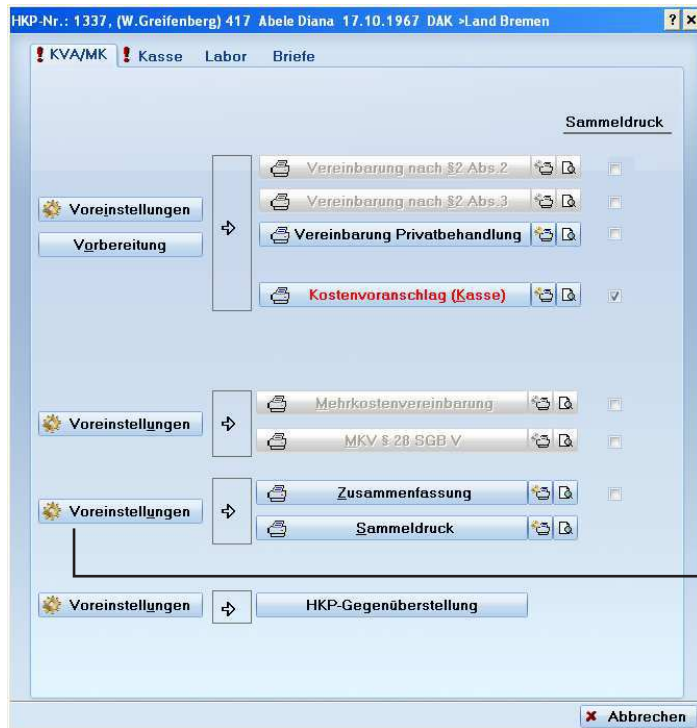 HKP-Nr.: 1337, (W.Greifenberg) 417 Abele Diana 17.10.1967 DAK >Land Bremen
KVA/MK Kasse Labor Briefe
Sammeldruck
Vereinbarung nach §2 Abs.2
Vereinbarung nach §2 Abs.3
Voreinstellungen
Vereinbarung Privatbehandlung
Vorbereitung
Kostenvoranschlag (Kasse)
Mehrkostenvereinbarung
Voreinstellungen
MKV § 28 SGB V
Zusammenfassung
Voreinstellungen
Sammeldruck
Voreinstellungen
HKP-Gegenüberstellung
Abbrechen